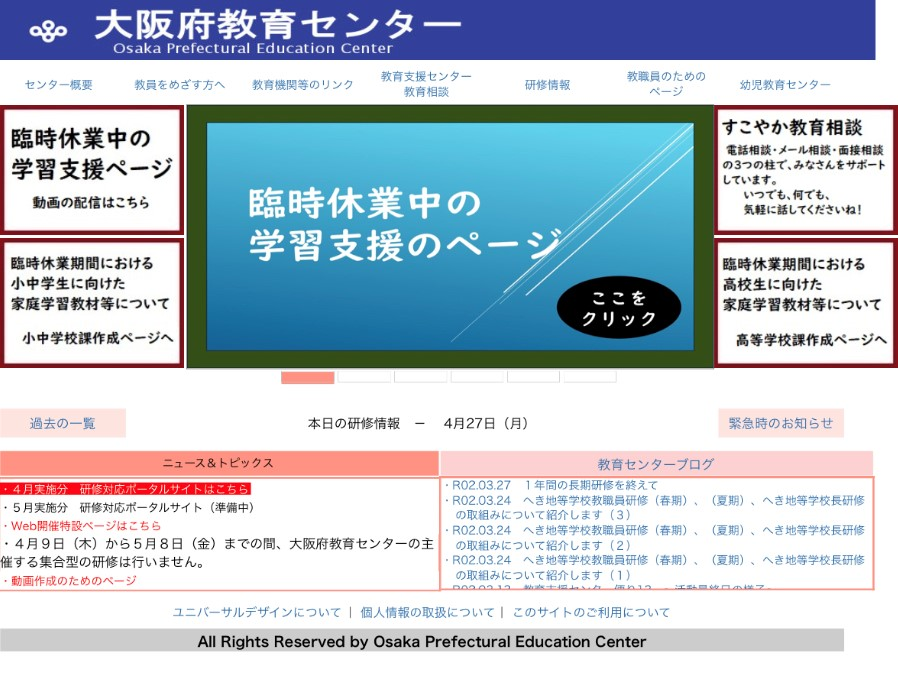 大阪府教育センター
Osaka Prefectural Education Center
センター概要
教員をめざす方へ
教育機関等のリンク
教育支援センター
教育相談
研修情報
教職員のための
ページ
幼児教育センター
臨時休業中の
学習支援ページ
動画の配信はこちら
臨時休業期間における
小中学生に向けた
家庭学習教材等について
小中学校課作成ページへ
臨時休業中の
学習支援のページ
ここを
クリック
すこやか教育相談
電話相談・メール相談・面接相談
の3つの柱で、みなさんをサポート
しています。
いつでも、何でも、
気軽に話してくださいね!
臨時休業期間における
高校生に向けた
家庭学習教材等について
高等学校課作成ページへ
過去の一覧
本日の研修情報 − 4月27日(月)
緊急時のお知らせ
ニュース&トピックス
・4月実施分 研修対応ポータルサイトはこちら
・5月実施分 研修対応ポータルサイト(準備中)
・Web開催特設ページはこちら
・4月9日(木)から5月8日(金)までの間、大阪府教育センターの主
催する集合型の研修は行いません。
・動画作成のためのページ
教育センターブログ
・R02.03.27 1年間の長期研修を終えて
・R02.03.24 へき地等学校教職員研修(春期)、(夏期)、へき地等学校長研修
の取組みについて紹介します(3)
・R02.03.24 へき地等学校教職員研修(春期)、(夏期)、へき地等学校長研修
の取組みについて紹介します(2)
・R02.03.24 へき地等学校教職員研修(春期)、(夏期)、へき地等学校長研修
の取組みについて紹介します(1)
ユニバーサルデザインについて | 個人情報の取扱について | このサイトのご利用について
All Rights Reserved by Osaka Prefectural Education Center